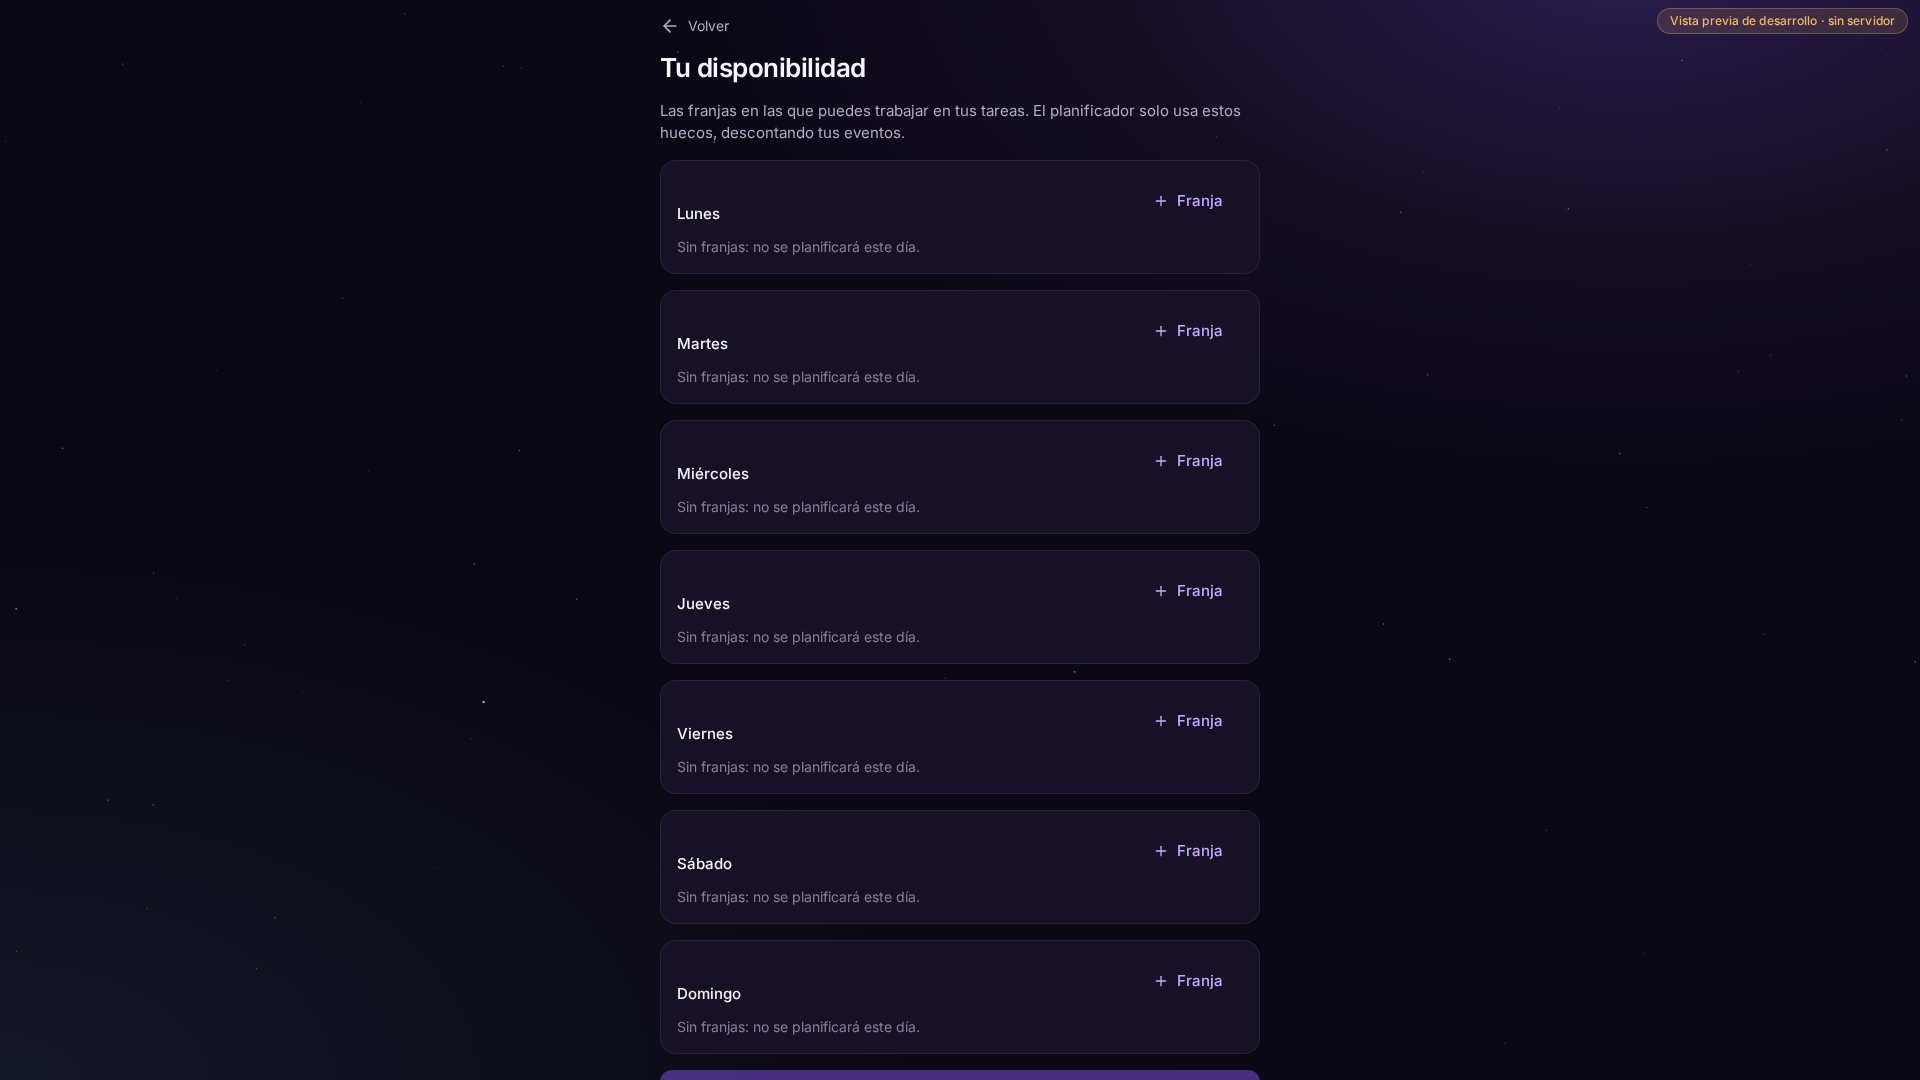 Volver
Vista previa de desarrollo · sin servidor
Tu disponibilidad
Las franjas en las que puedes trabajar en tus tareas. El planificador solo usa estos
huecos, descontando tus eventos.
+ Franja
Lunes
Sin franjas: no se planificará este día.
+ Franja
Martes
Sin franjas: no se planificará este día.
+ Franja
Miércoles
Sin franjas: no se planificará este día.
+ Franja
Jueves
Sin franjas: no se planificará este día.
+ Franja
Viernes
Sin franjas: no se planificará este día.
+ Franja
Sábado
Sin franjas: no se planificará este día.
+ Franja
Domingo
Sin franjas: no se planificará este día.